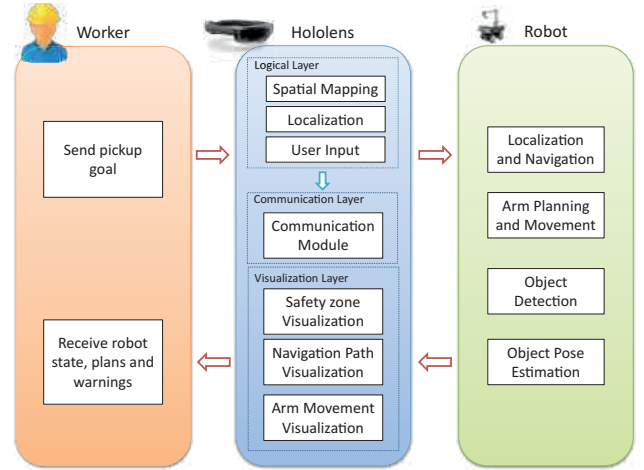 Worker
Hololens
Robot
Send pickup
goal
Receive robot
state, plans and
warnings
Logical Layer
Spatial Mapping
Localization
User Input
Communication Layer
Communication
Module
Visualization Layer
Safety zone
Visualization
Navigation Path
Visualization
Arm Movement
Visualization
Localization
and Navigation
Arm Planning
and Movement
Object
Detection
Object Pose
Estimation